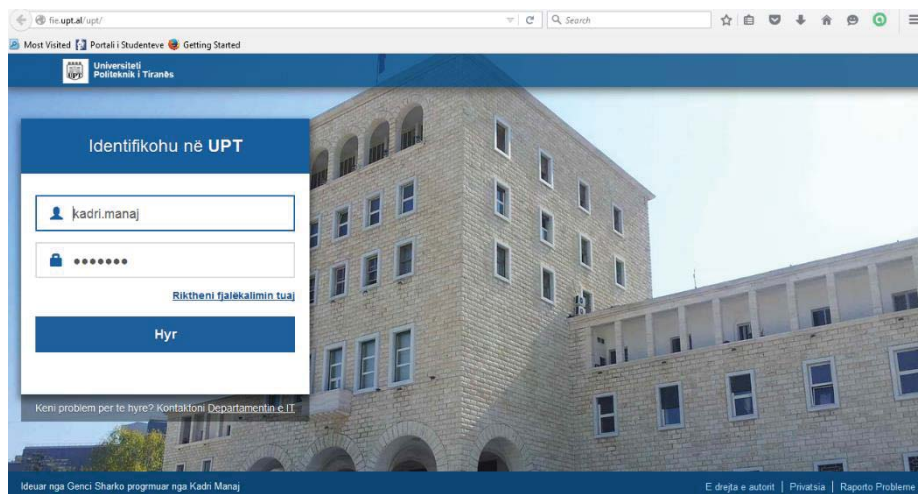 fie.upt.al/upt/
Search
Most Visited Portali i Studenteve Getting Started
UPT
Universiteti
Politeknik i Tiranës
Identifikohu në UPT
kadri.manaj
Riktheni fjalëkalimin tuaj
Hyr
Keni problem per te hyre? Kontaktoni Departamentin e IT
Ideuar nga Genci Sharko progrmuar nga Kadri Manaj
E drejta e autorit | Privatsia | Raporto Probleme